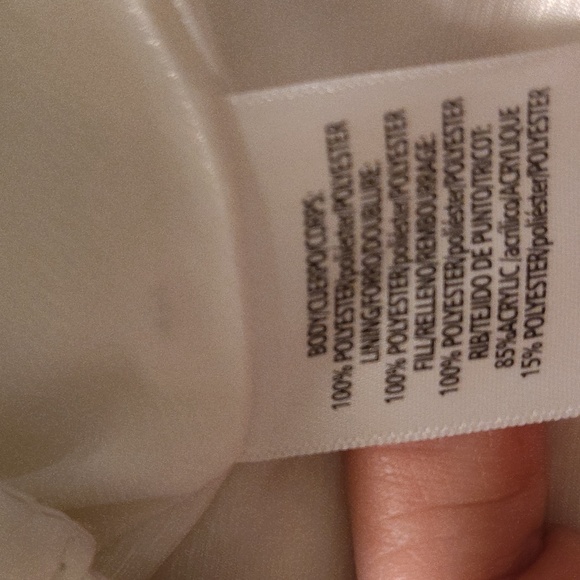 BODY/CUERPO/CORPS:
100% POLYESTER/poliéster/POLYESTER
LINING/FORRO/DOUBLURE:
100% POLYESTER/poliéster/POLYESTER
FILL/RELLENO/REMBOURRAGE:
100% POLYESTER/poliéster/POLYESTER
RIB/TEJIDO DE PUNTO/TRICOT:
85%ACRYLIC /acrílico/ACRYLIQUE
15% POLYESTER/poliéster/POLYESTER